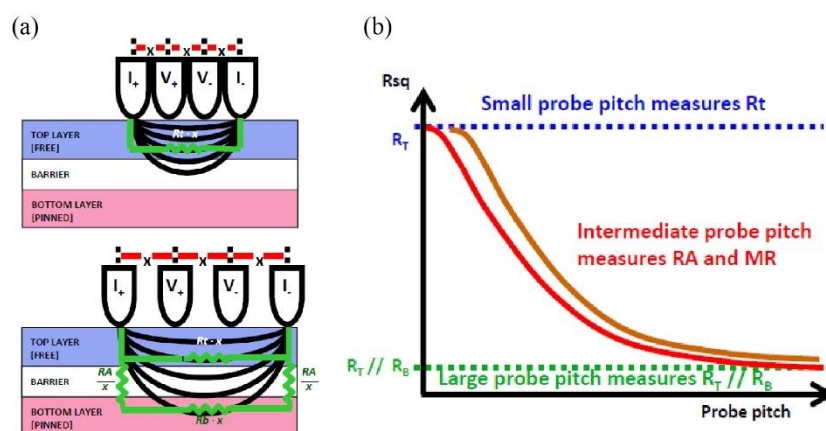 (a)
x x x
I+ V+ V- I-
TOP LAYER
[FREE]
Rt · x
BARRIER
BOTTOM LAYER
[PINNED]
x x x
I+ V+ V- I-
TOP LAYER
[FREE]
Rt · x
RA
x
BARRIER
RA
x
BOTTOM LAYER
[PINNED]
Rb · x
(b)
Rsq
Small probe pitch measures Rt
RT
Intermediate probe pitch
measures RA and MR
RT // RB
Large probe pitch measures RT // RB
Probe pitch